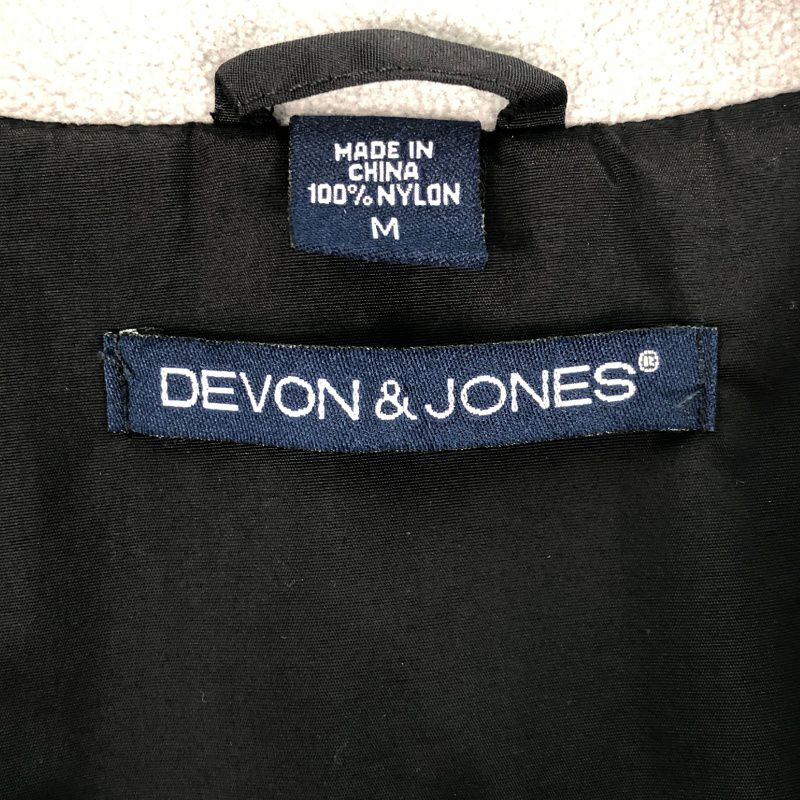 MADE IN
CHINA
100% NYLON
M
DEVON & JONES®